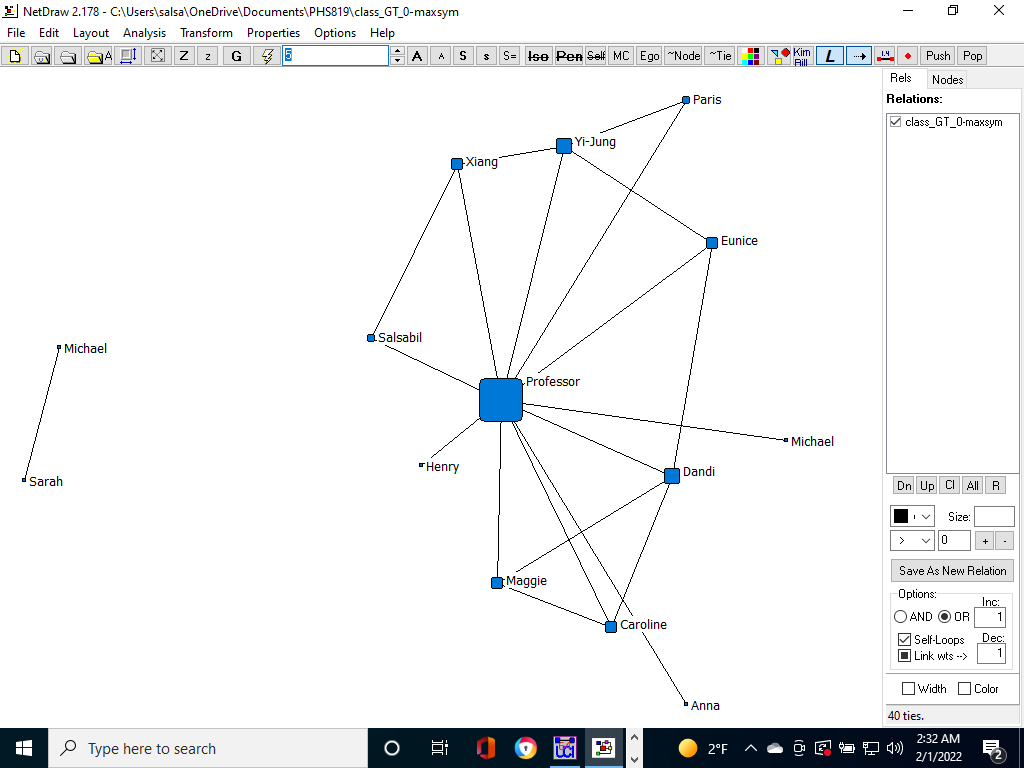 NetDraw 2.178 - C:\Users\salsa\OneDrive\Documents\PHS819\class_GT_0-maxsym
File Edit Layout Analysis Transform Properties Options Help
A Z z G 5 A A S s S= Iso Pen Self MC Ego ~Node ~Tie Kim Bill L Push Pop
Rels Nodes
Relations:
class_GT_0-maxsym
Paris
Yi-Jung
Xiang
Eunice
Salsabil
Michael
Professor
Michael
Henry
Dandi
Sarah
Maggie
Caroline
Anna
Dn Up Cl All R
Size:
> 0 + -
Save As New Relation
Options:
Inc:
AND OR 1
Self-Loops Dec:
Link wts --> 1
Width Color
40 ties.
Type here to search
UCI
2°F
2:32 AM
2/1/2022
2